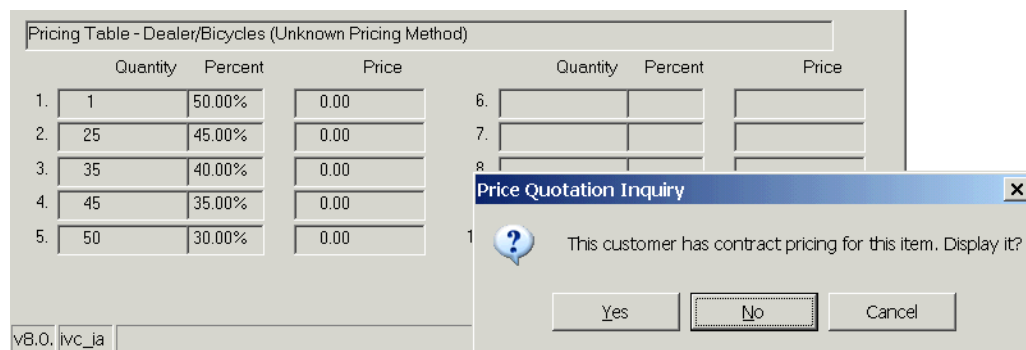 Pricing Table - Dealer/Bicycles (Unknown Pricing Method)
Quantity Percent Price Quantity Percent Price
1. 1 50.00% 0.00 6.
2. 25 45.00% 0.00 7.
3. 35 40.00% 0.00 8
4. 45 35.00% 0.00
5. 50 30.00% 0.00 1
Price Quotation Inquiry
This customer has contract pricing for this item. Display it?
Yes No Cancel
v8.0. ivc_ia